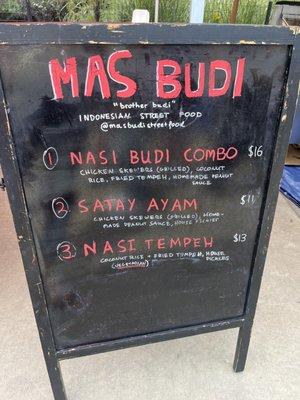 MAS BUDI
"brother budi"
INDONESIAN STREET FOOD
@masbudistreetfood
1 NASI BUDI COMBO $16
CHICKEN SKEWERS (GRILLED), COCONUT
RICE, FRIED TEMPEH, HOMEMADE PEANUT
SAUCE
2 SATAY AYAM $11
CHICKEN SKEWERS (GRILLED), HOME-
MADE PEANUT SAUCE, HOUSE
PICKLES
3 NASI TEMPEH $13
COCONUT RICE + FRIED TEMPEH, HOUSE
(VEGETARIAN) PICKLES